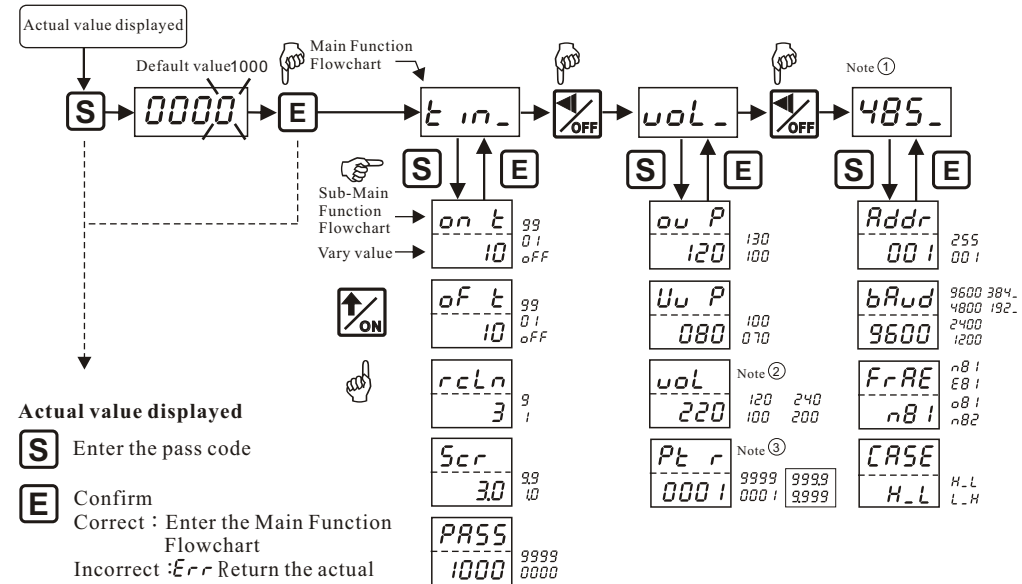 Actual value displayed
Default value1000
Main Function
Flowchart
Note ①
S
0000
E
t in_
OFF
voL_
OFF
485_
S
E
S
E
S
E
Sub-Main
Function
Flowchart
Vary value
on t
10
99
01
oFF
ov P
120
130
100
Addr
001
255
001
ON
oF t
10
99
01
oFF
Uv P
080
100
070
bAud
9600
9600 384_
4800 192_
2400
1200
rcLn
3
9
1
voL
220
Note ②
120 240
100 200
FrAE
n81
n81
E81
o81
n82
Scr
3.0
9.9
1.0
Pt r
0001
Note ③
9999
0001
999.9
9.999
CASE
H_L
H_L
L_H
PASS
1000
9999
0000
Actual value displayed
S Enter the pass code
E Confirm
Correct : Enter the Main Function
Flowchart
Incorrect :Err Return the actual